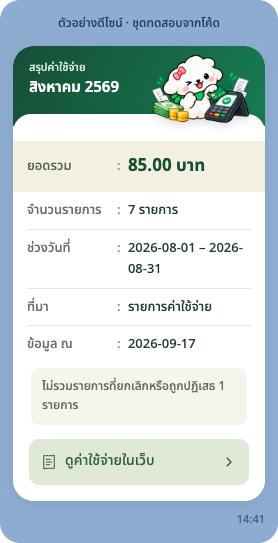 ตัวอย่างดีไซน์ · ชุดทดสอบจากโค้ด
สรุปค่าใช้จ่าย
สิงหาคม 2569
ยอดรวม : 85.00 บาท
จำนวนรายการ : 7 รายการ
ช่วงวันที่ : 2026-08-01 – 2026-
08-31
ที่มา : รายการค่าใช้จ่าย
ข้อมูล ณ : 2026-09-17
ไม่รวมรายการที่ยกเลิกหรือถูกปฏิเสธ 1
รายการ
ดูค่าใช้จ่ายในเว็บ
14:41